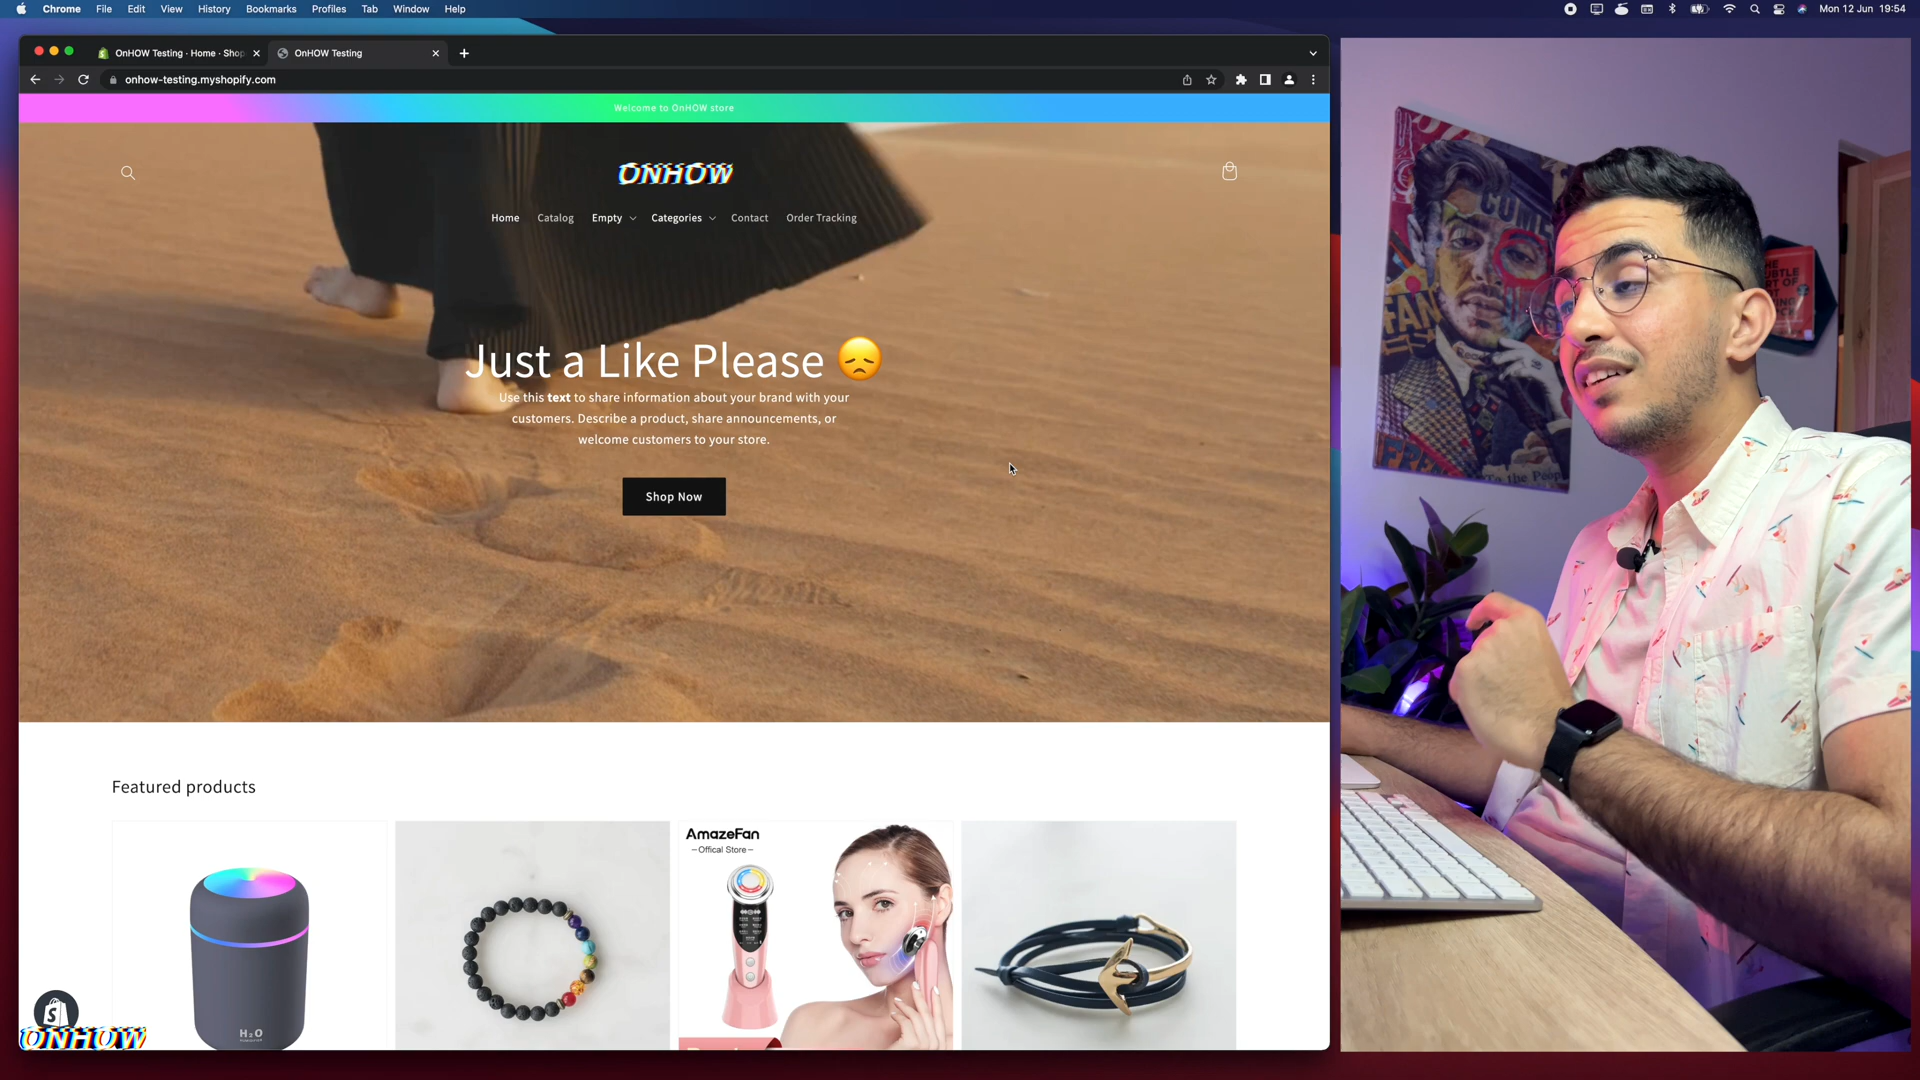 Chrome File Edit View History Bookmarks Profiles Tab Window Help
Mon 12 Jun 19:54
OnHOW Testing · Home · Shop
OnHOW Testing
onhow-testing.myshopify.com
Welcome to OnHOW store
ONHOW
Home Catalog Empty Categories Contact Order Tracking
Just a Like Please 😞
Use this text to share information about your brand with your
customers. Describe a product, share announcements, or
welcome customers to your store.
Shop Now
Featured products
AmazeFan
–Offical Store–
H₂O
ONHOW
To the Peop